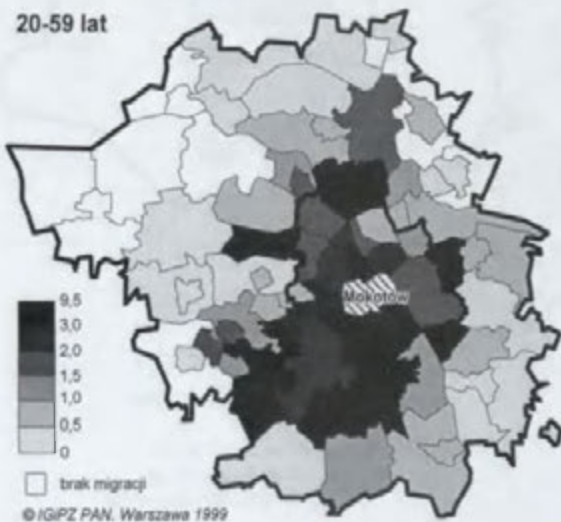 20-59 lat
Mokotów
9,5
3,0
2,0
1,5
1,0
0,5
0
brak migracji
© IGiPZ PAN. Warszawa 1999